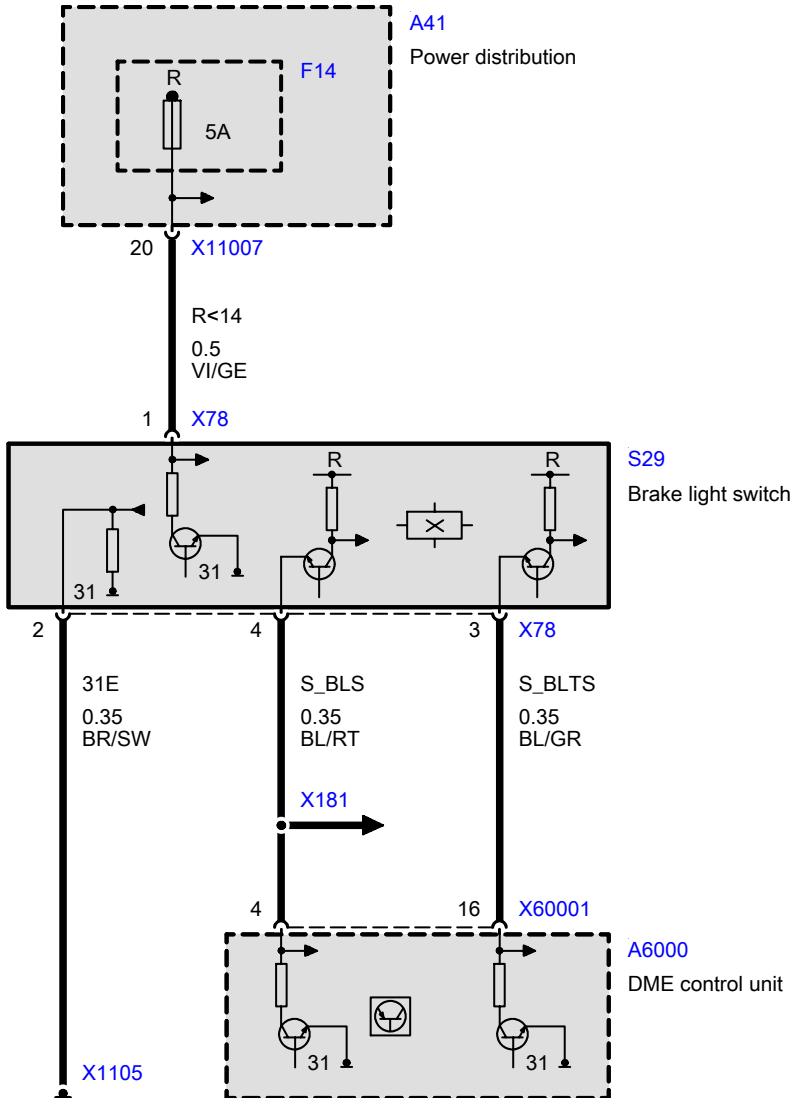 A41
Power distribution
F14
R
5A
20 X11007
R<14
0.5
VI/GE
1 X78
R R
S29
Brake light switch
31
31
2 4 3 X78
31E S_BLS S_BLTS
0.35 0.35 0.35
BR/SW BL/RT BL/GR
X181
4 16 X60001
A6000
DME control unit
31 31
X1105